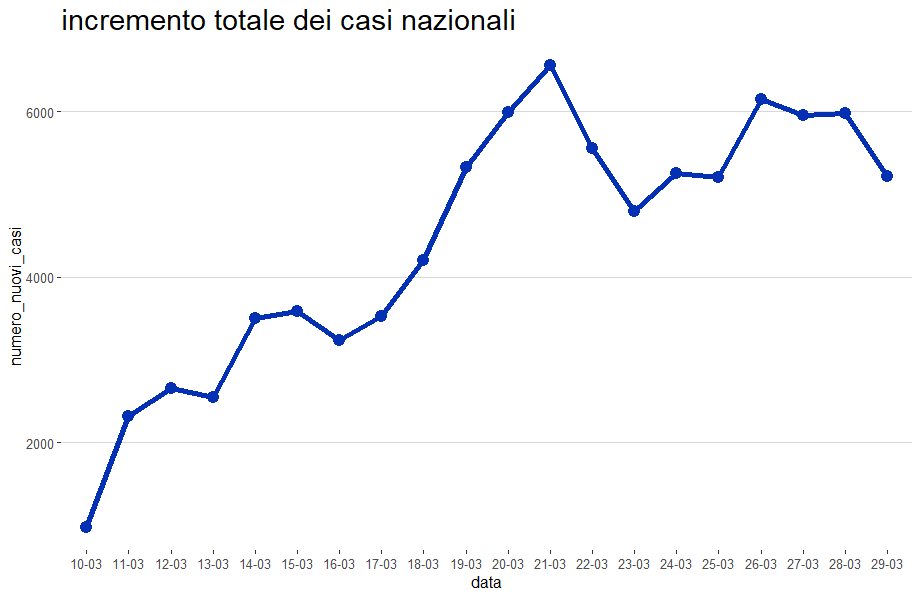 incremento totale dei casi nazionali
numero_nuovi_casi
6000
4000
2000
10-03 11-03 12-03 13-03 14-03 15-03 16-03 17-03 18-03 19-03 20-03 21-03 22-03 23-03 24-03 25-03 26-03 27-03 28-03 29-03
data